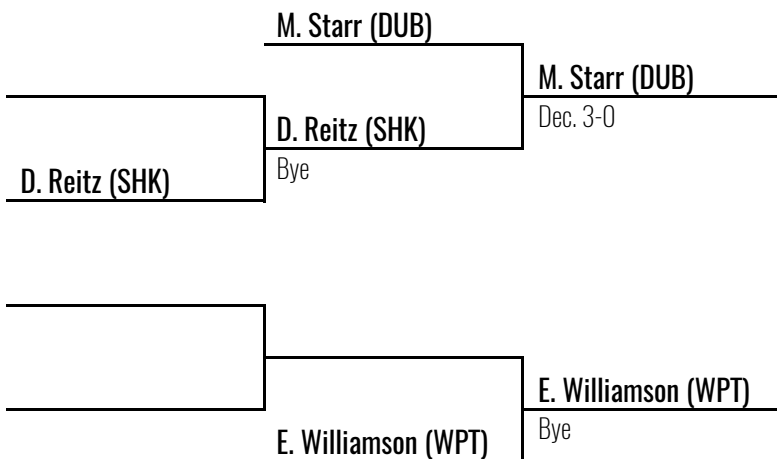 M. Starr (DUB)
M. Starr (DUB)
Dec. 3-0
D. Reitz (SHK)
Bye
D. Reitz (SHK)
E. Williamson (WPT)
Bye
E. Williamson (WPT)